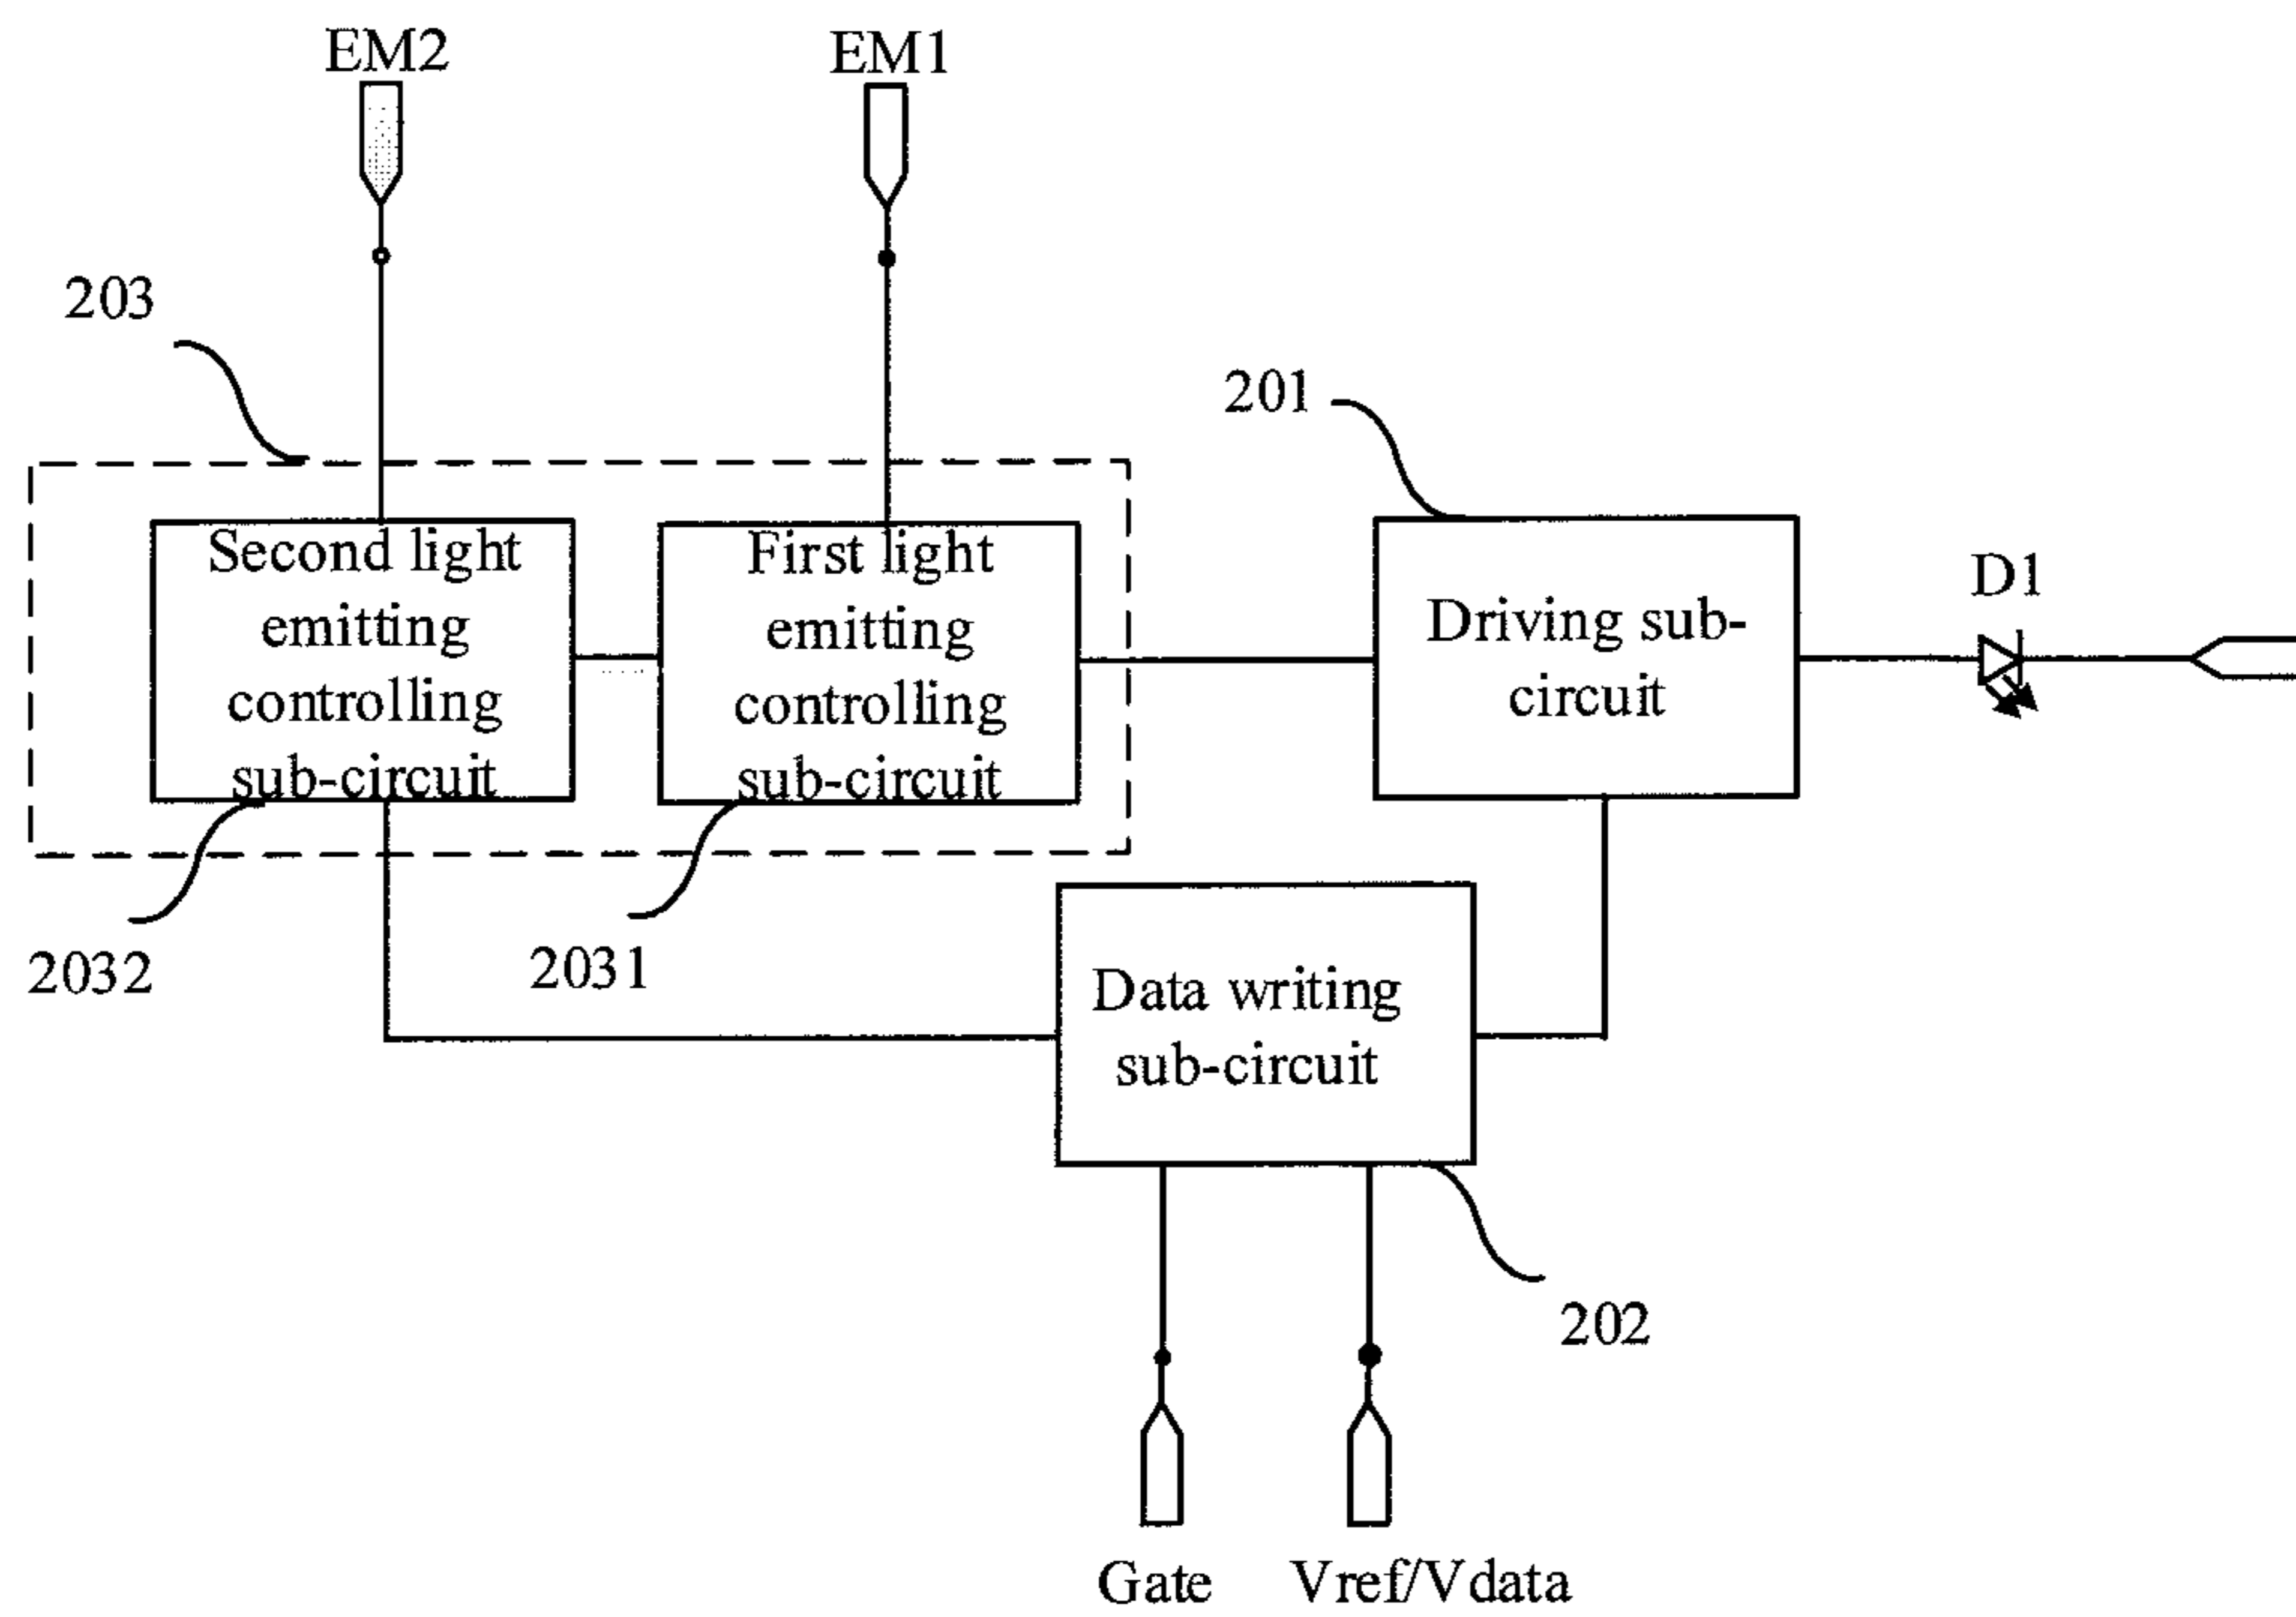 EM2
EM1
203
201
Second light
emitting
controlling
sub-circuit
First light
emitting
controlling
sub-circuit
Driving sub-
circuit
D1
2032
2031
Data writing
sub-circuit
202
Gate
Vref/Vdata